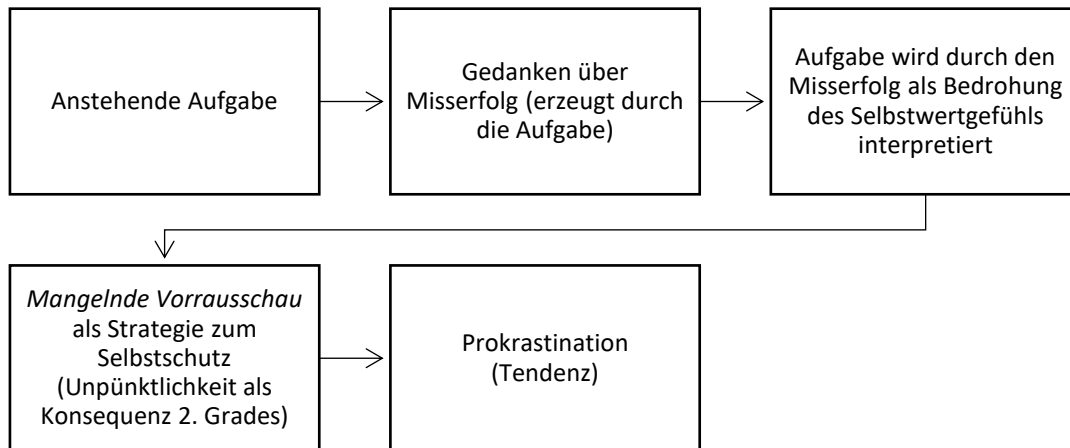 Anstehende Aufgabe
Gedanken über
Misserfolg (erzeugt durch
die Aufgabe)
Aufgabe wird durch den
Misserfolg als Bedrohung
des Selbstwertgefühls
interpretiert
Mangelnde Vorrausschau
als Strategie zum
Selbstschutz
(Unpünktlichkeit als
Konsequenz 2. Grades)
Prokrastination
(Tendenz)